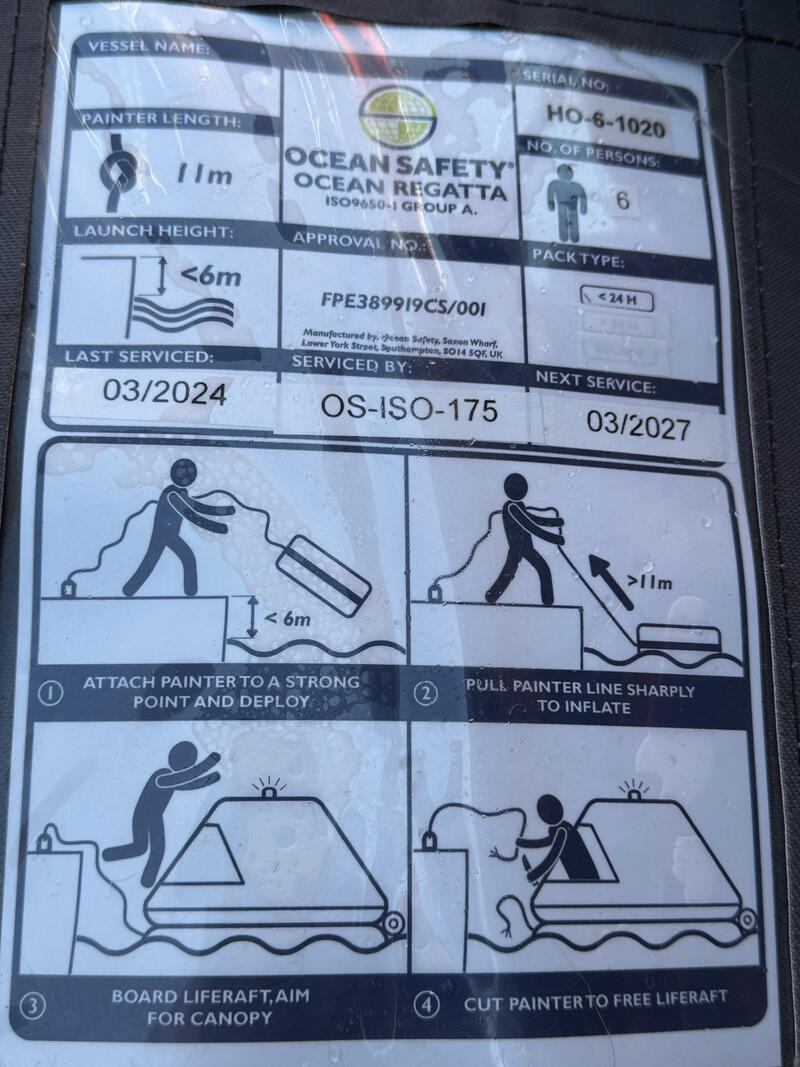 VESSEL NAME:
PAINTER LENGTH:
11m
LAUNCH HEIGHT:
<6m
LAST SERVICED:
03/2024
OCEAN SAFETY®
OCEAN REGATTA
ISO9650-1 GROUP A.
APPROVAL NO.:
FPE389919CS/001
Manufactured by. Ocean Safety, Saxon Wharf,
Lower York Street, Southampton, SO14 5QF, UK
SERVICED BY:
OS-ISO-175
SERIAL NO:
HO-6-1020
NO. OF PERSONS:
6
PACK TYPE:
<24 H
NEXT SERVICE:
03/2027
< 6m
1 ATTACH PAINTER TO A STRONG
POINT AND DEPLOY
>11m
2 PULL PAINTER LINE SHARPLY
TO INFLATE
3 BOARD LIFERAFT, AIM
FOR CANOPY
4 CUT PAINTER TO FREE LIFERAFT